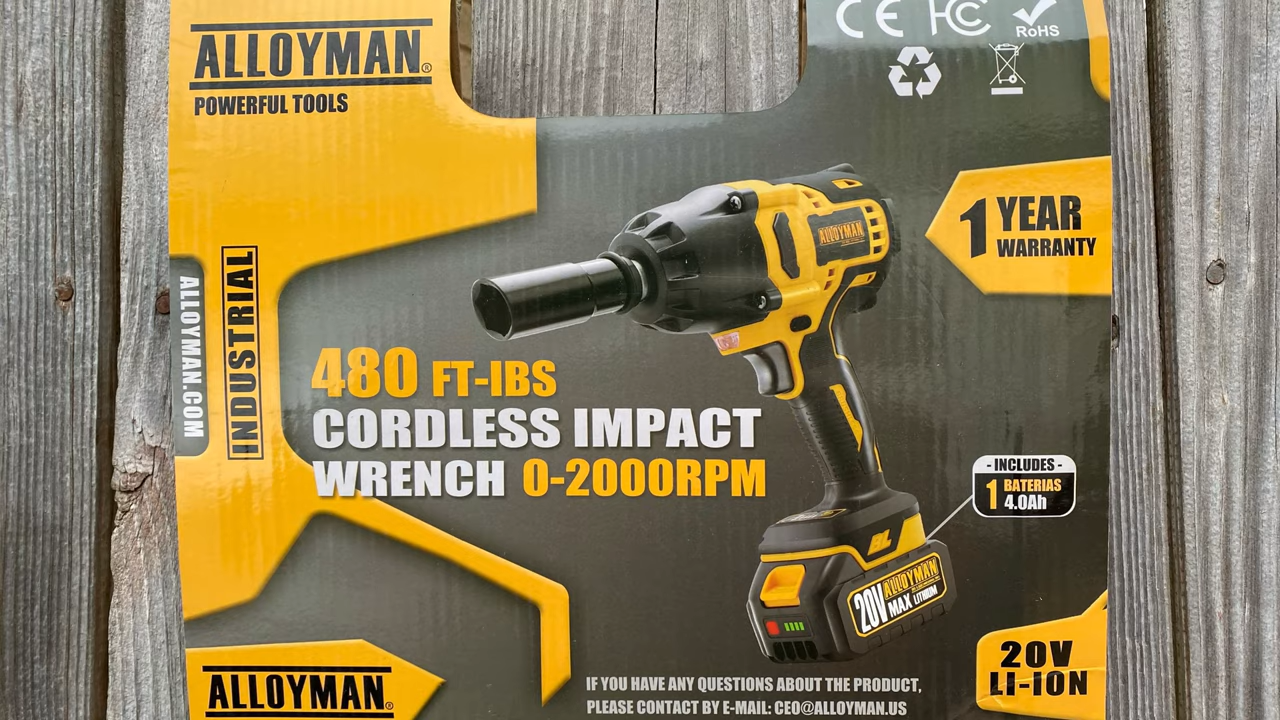 ALLOYMAN®
POWERFUL TOOLS
CE FC RoHS
1 YEAR
WARRANTY
ALLOYMAN
ALLOYMAN.COM
INDUSTRIAL
480 FT-IBS
CORDLESS IMPACT
WRENCH 0-2000RPM
- INCLUDES -
1 BATERIAS
4.0Ah
BL
ALLOYMAN
20V MAX LITHIUM
20V
LI-ION
ALLOYMAN®
IF YOU HAVE ANY QUESTIONS ABOUT THE PRODUCT,
PLEASE CONTACT BY E-MAIL: CEO@ALLOYMAN.US